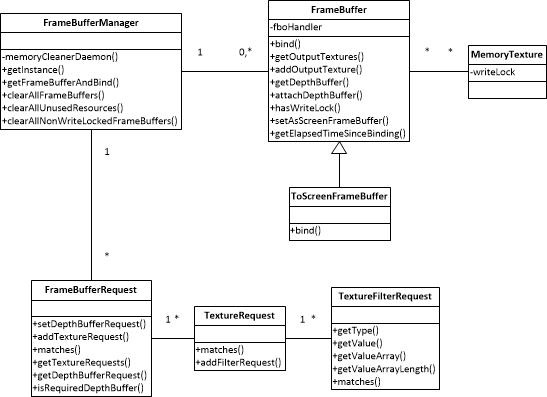 FrameBufferManager
-memoryCleanerDaemon()
+getInstance()
+getFrameBufferAndBind()
+clearAllFrameBuffers()
+clearAllUnusedResources()
+clearAllNonWriteLockedFrameBuffers()
1
0,*
FrameBuffer
-fboHandler
+bind()
+getOutputTextures()
+addOutputTexture()
+getDepthBuffer()
+attachDepthBuffer()
+hasWriteLock()
+setAsScreenFrameBuffer()
+getElapsedTimeSinceBinding()
*
*
MemoryTexture
-writeLock
1
*
ToScreenFrameBuffer
+bind()
FrameBufferRequest
+setDepthBufferRequest()
+addTextureRequest()
+matches()
+getTextureRequests()
+getDepthBufferRequest()
+isRequiredDepthBuffer()
1 *
TextureRequest
+matches()
+addFilterRequest()
1 *
TextureFilterRequest
+getType()
+getValue()
+getValueArray()
+getValueArrayLength()
+matches()